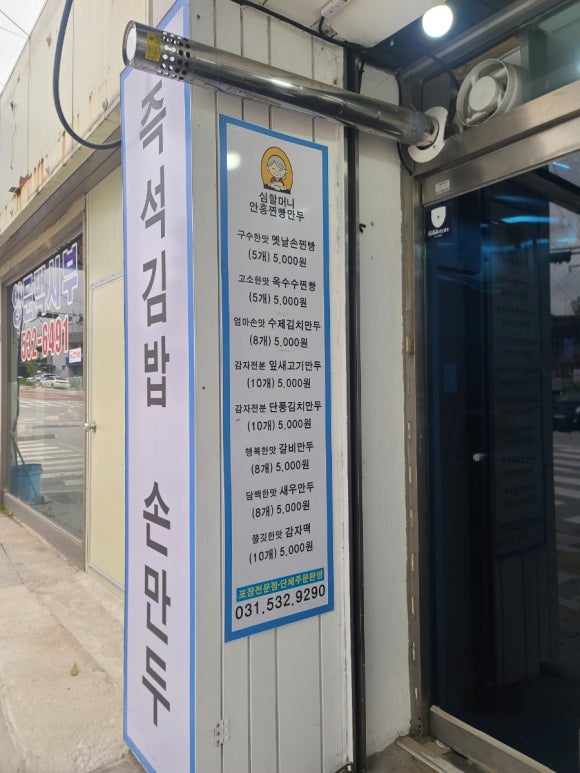 즉석김밥 손만두
심할머니
안흥찐빵만두
구수한맛 옛날손찐빵
(5개) 5,000원
고소한맛 옥수수찐빵
(5개) 5,000원
엄마손맛 수제김치만두
(8개) 5,000원
감자전분 잎새고기만두
(10개) 5,000원
감자전분 단풍김치만두
(10개) 5,000원
행복한맛 갈비만두
(8개) 5,000원
담백한맛 새우만두
(8개) 5,000원
쫄깃한맛 감자떡
(10개) 5,000원
포장전문점·단체주문환영
031.532.9290
GiGAeyes
532-6491